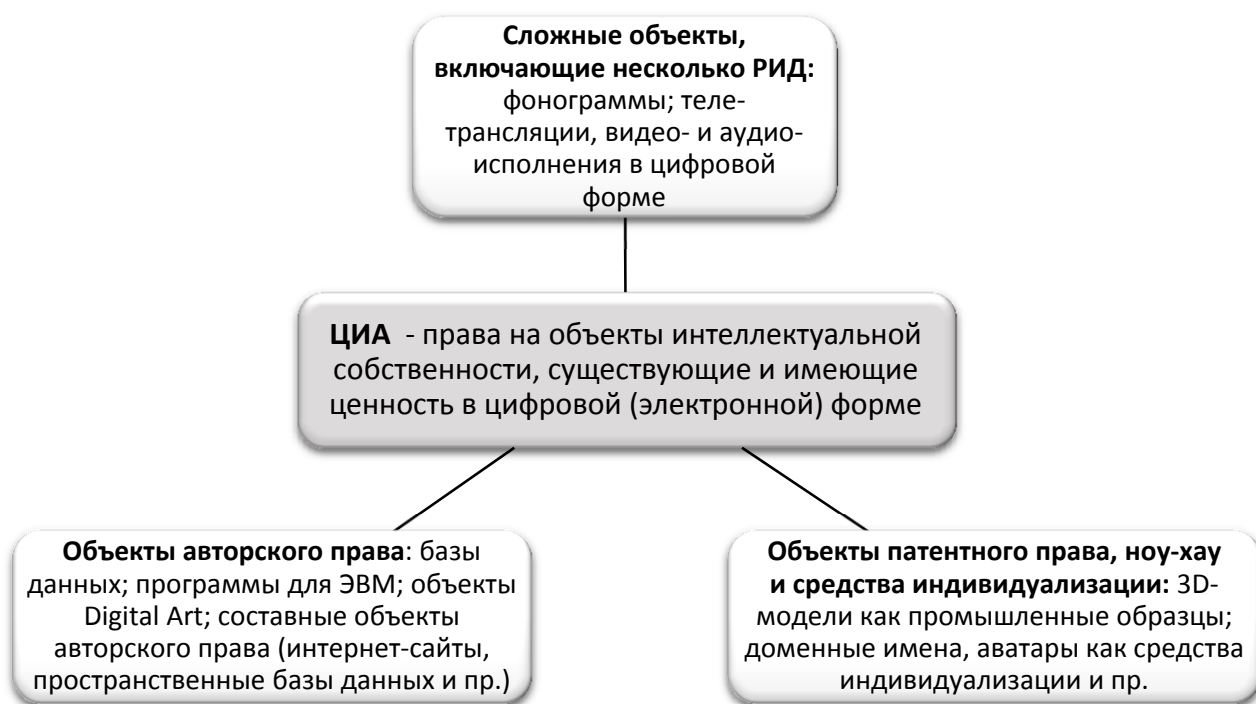 Сложные объекты,
включающие несколько РИД:
фонограммы; теле-
трансляции, видео- и аудио-
исполнения в цифровой
форме
ЦИА - права на объекты интеллектуальной
собственности, существующие и имеющие
ценность в цифровой (электронной) форме
Объекты авторского права: базы
данных; программы для ЭВМ; объекты
Digital Art; составные объекты
авторского права (интернет-сайты,
пространственные базы данных и пр.)
Объекты патентного права, ноу-хау
и средства индивидуализации: 3D-
модели как промышленные образцы;
доменные имена, аватары как средства
индивидуализации и пр.